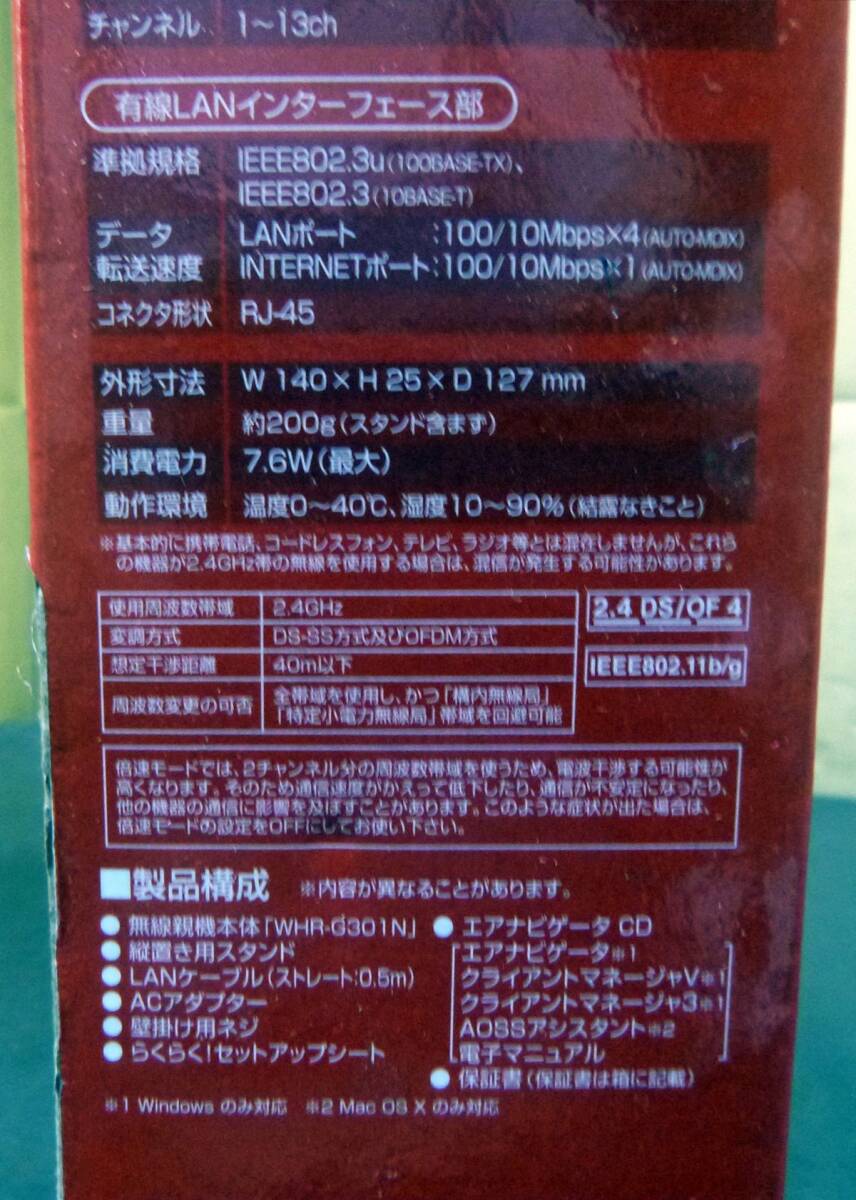 チャンネル 1～13ch
有線LANインターフェース部
準拠規格 IEEE802.3u(100BASE-TX)、
IEEE802.3(10BASE-T)
データ LANポート :100/10Mbps×4(AUTO-MDIX)
転送速度 INTERNETポート:100/10Mbps×1(AUTO-MDIX)
コネクタ形状 RJ-45
外形寸法 W 140×H 25×D 127 mm
重量 約200g(スタンド含まず)
消費電力 7.6W(最大)
動作環境 温度0～40℃、湿度10～90%(結露なきこと)
※基本的に携帯電話、コードレスフォン、テレビ、ラジオ等とは混在しませんが、これら
の機器が2.4GHz帯の無線を使用する場合は、混信が発生する可能性があります。
使用周波数帯域 2.4GHz
変調方式 DS-SS方式及びOFDM方式
想定干渉距離 40m以下
周波数変更の可否 全帯域を使用し、かつ「構内無線局」
「特定小電力無線局」帯域を回避可能
2.4 DS/OF 4
IEEE802.11b/g
倍速モードでは、2チャンネル分の周波数帯域を使うため、電波干渉する可能性が
高くなります。そのため通信速度がかえって低下したり、通信が不安定になったり、
他の機器の通信に影響を及ぼすことがあります。このような症状が出た場合は、
倍速モードの設定をOFFにしてお使い下さい。
■製品構成 ※内容が異なることがあります。
●無線親機本体「WHR-G301N」
●縦置き用スタンド
●LANケーブル(ストレート:0.5m)
●ACアダプター
●壁掛け用ネジ
●らくらく!セットアップシート
●エアナビゲータ CD
エアナビゲータ※1
クライアントマネージャV※1
クライアントマネージャ3※1
AOSSアシスタント※2
電子マニュアル
●保証書(保証書は箱に記載)
※1 Windows のみ対応 ※2 Mac OS X のみ対応